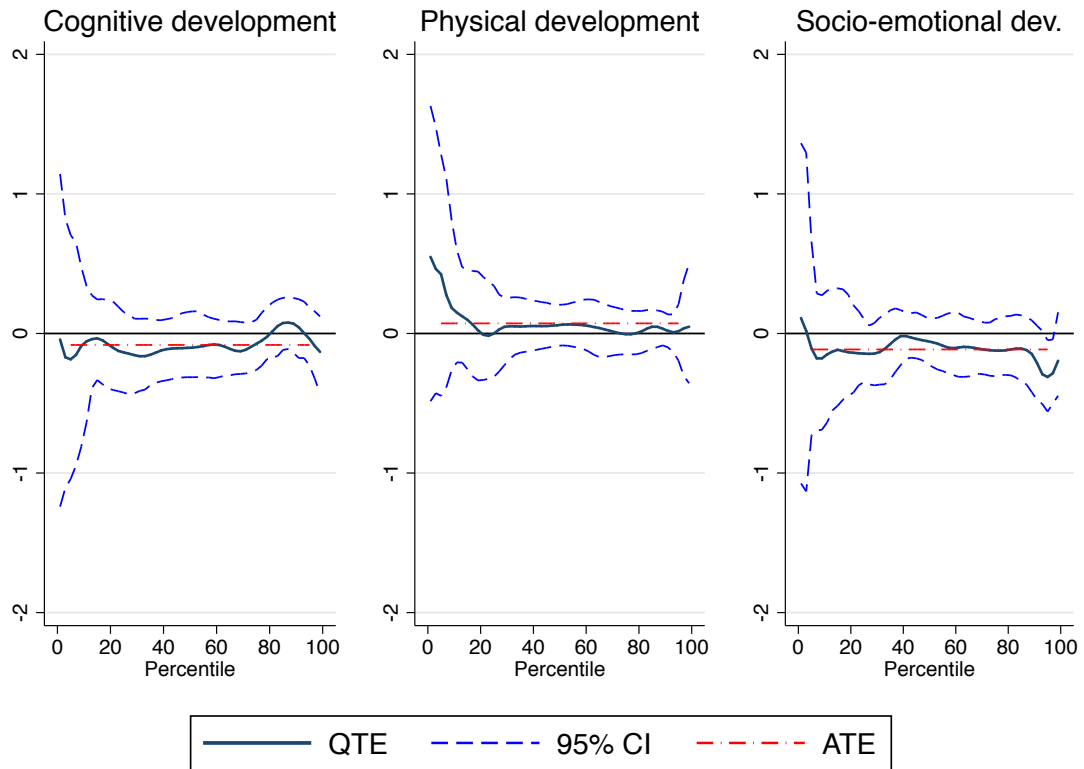 Cognitive development
Physical development
Socio-emotional dev.
2
1
0
-1
-2
0 20 40 60 80 100
Percentile
2
1
0
-1
-2
0 20 40 60 80 100
Percentile
2
1
0
-1
-2
0 20 40 60 80 100
Percentile
QTE 95% CI ATE